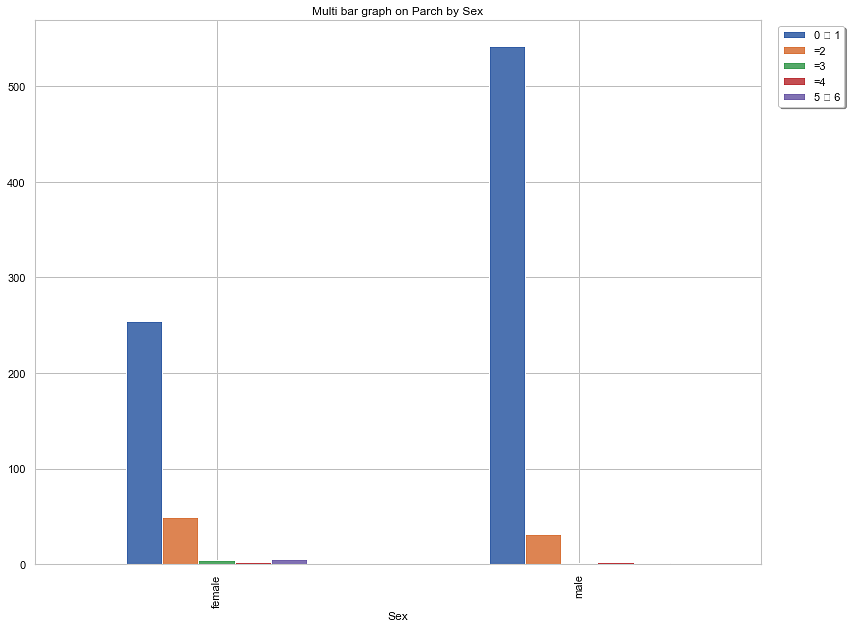 Multi bar graph on Parch by Sex
0 ▯ 1
=2
=3
=4
5 ▯ 6
500
400
300
200
100
0
female
male
Sex